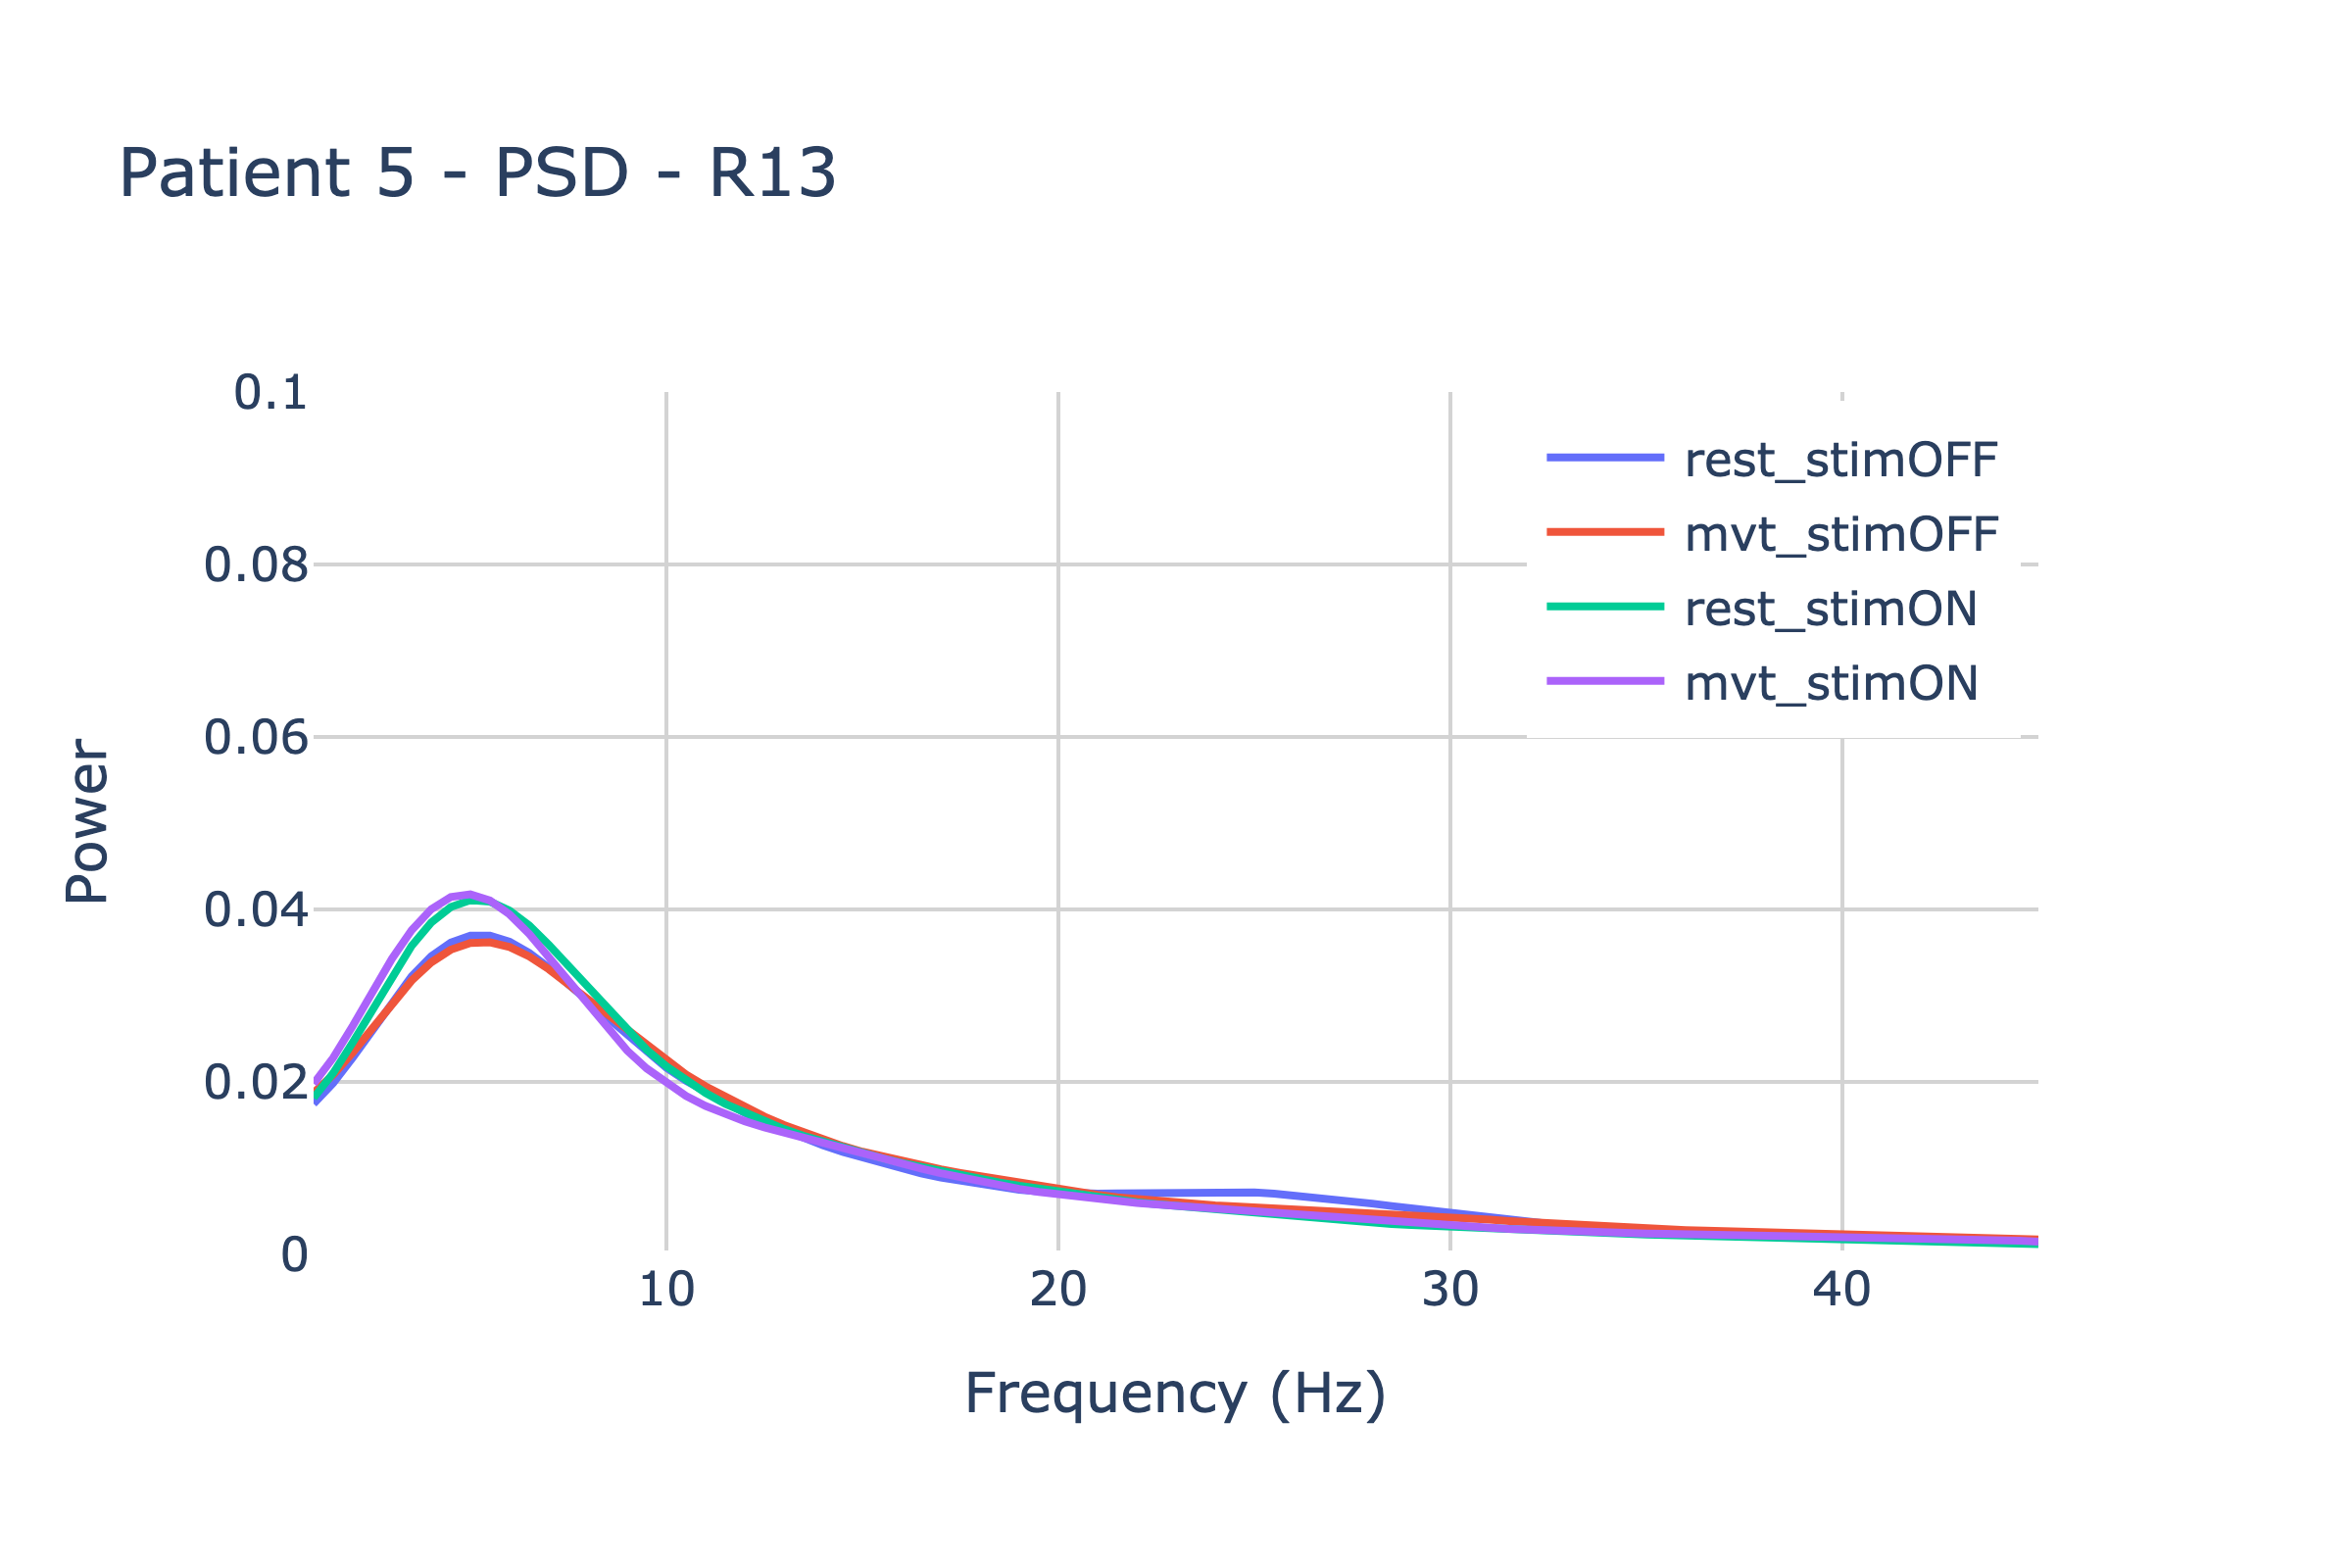 Patient 5 - PSD - R13
0.1
0.08
0.06
0.04
0.02
0
Power
10 20 30 40
Frequency (Hz)
rest_stimOFF
mvt_stimOFF
rest_stimON
mvt_stimON